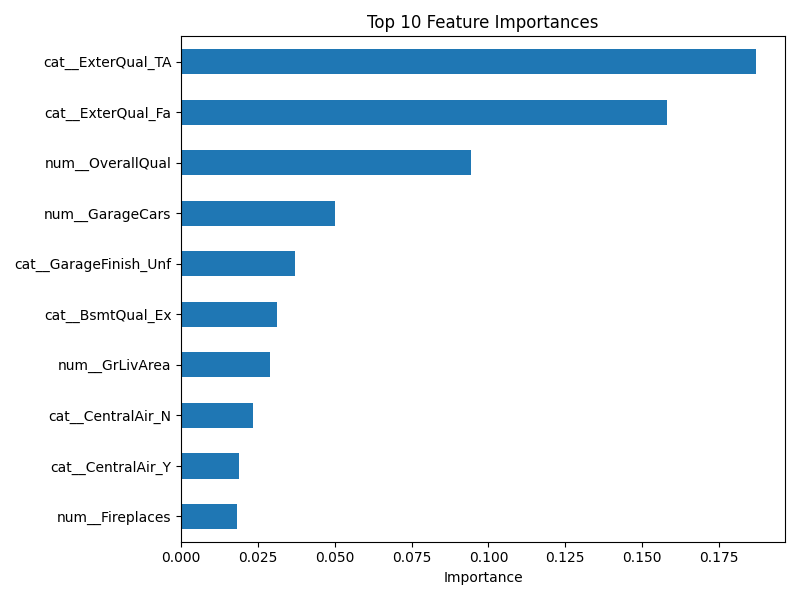 Top 10 Feature Importances
cat__ExterQual_TA
cat__ExterQual_Fa
num__OverallQual
num__GarageCars
cat__GarageFinish_Unf
cat__BsmtQual_Ex
num__GrLivArea
cat__CentralAir_N
cat__CentralAir_Y
num__Fireplaces
0.000 0.025 0.050 0.075 0.100 0.125 0.150 0.175
Importance